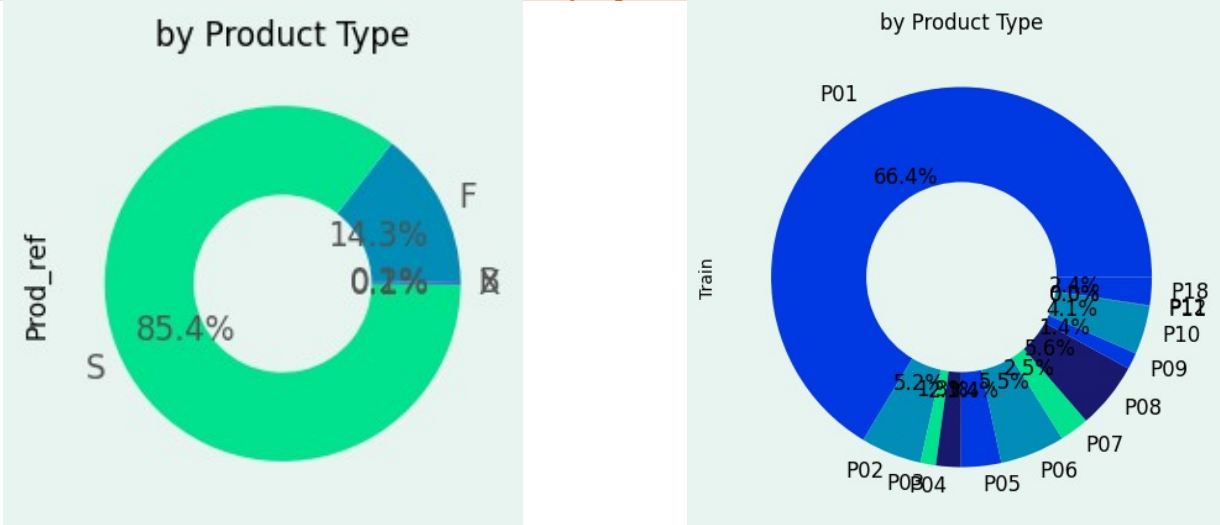 by Product Type
F
14.3%
85.4%
S
Prod_ref
by Product Type
P01
66.4%
Train
P18
4.1%
P10
1.4%
P09
5.6%
P08
2.5%
P07
5.5%
P06
P05
5.2%
P02
P03
P04